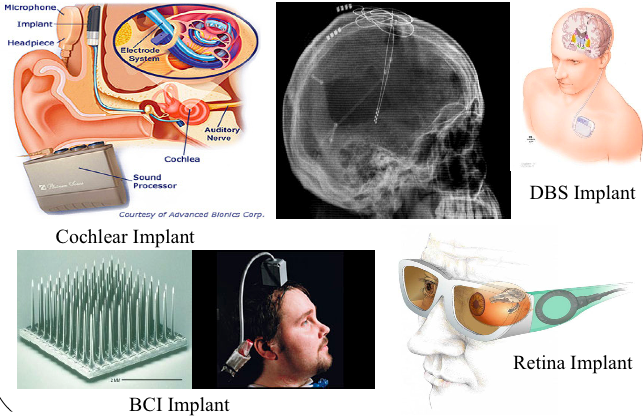 Microphone
Implant
Headpiece
Electrode
System
Auditory
Nerve
Cochlea
Sound
Processor
Courtesy of Advanced Bionics Corp.
Cochlear Implant
DBS Implant
BCI Implant
Retina Implant